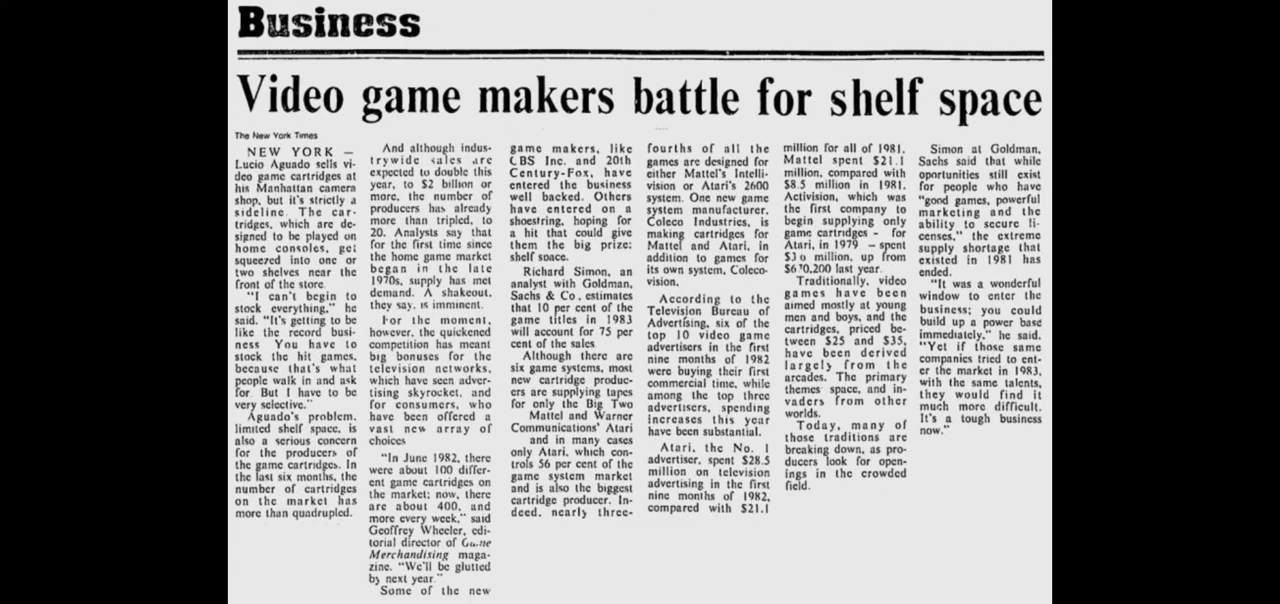 Business
Video game makers battle for shelf space
The New York Times
NEW YORK —
Lucio Aguado sells vi-
deo game cartridges at
his Manhattan camera
shop, but it's strictly a
sideline. The car-
tridges, which are de-
signed to be played on
home consoles, get
squeezed into one or
two shelves near the
front of the store.
"I can't begin to
stock everything," he
said. "It's getting to be
like the record busi-
ness You have to
stock the hit games,
because that's what
people walk in and ask
for. But I have to be
very selective."
Aguado's problem,
limited shelf space, is
also a serious concern
for the producers of
the game cartridges. In
the last six months, the
number of cartridges
on the market has
more than quadrupled.
And although indus-
trywide sales are
expected to double this
year, to $2 billion or
more, the number of
producers has already
more than tripled, to
20. Analysts say that
for the first time since
the home game market
began in the late
1970s, supply has met
demand. A shakeout,
they say, is imminent.
For the moment,
however, the quickened
competition has meant
big bonuses for the
television networks,
which have seen adver-
tising skyrocket, and
for consumers, who
have been offered a
vast new array of
choices
"In June 1982, there
were about 100 differ-
ent game cartridges on
the market; now, there
are about 400, and
more every week," said
Geoffrey Wheeler, edi-
torial director of
Merchandising maga-
zine. "We'll be glutted
by next year."
Some of the new
game makers, like
CBS Inc. and 20th
Century-Fox, have
entered the business
well backed. Others
have entered on a
shoestring, hoping for
a hit that could give
them the big prize:
shelf space.
Richard Simon, an
analyst with Goldman,
Sachs & Co, estimates
that 10 per cent of the
game titles in 1983
will account for 75 per
cent of the sales
Although there are
six game systems, most
new cartridge produc-
ers are supplying tapes
for only the Big Two
Mattel and Warner
Communications' Atari
and in many cases
only Atari, which con-
trols 56 per cent of the
game system market
and is also the biggest
cartridge producer. In-
deed, nearly three-
fourths of all the
games are designed for
either Mattel's Intelli-
vision or Atari's 2600
system. One new game
system manufacturer,
Coleco Industries, is
making cartridges for
Mattel and Atari, in
addition to games for
its own system, Coleco-
vision.
According to the
Television Bureau of
Advertising, six of the
top 10 video game
advertisers in the first
nine months of 1982
were buying their first
commercial time, while
among the top three
advertisers, spending
increases this year
have been substantial.
Atari, the No. 1
advertiser, spent $28.5
million on television
advertising in the first
nine months of 1982,
compared with $21.1
million for all of 1981.
Mattel spent $21.1
million, compared with
$8.5 million in 1981.
Activision, which was
the first company to
begin supplying only
game cartridges - for
Atari, in 1979 - spent
million, up from
$670,200 last year.
Traditionally, video
games have been
aimed mostly at young
men and boys, and the
cartridges, priced be-
tween $25 and $35,
have been derived
largely from the
arcades. The primary
themes space, and in-
vaders from other
worlds.
Today, many of
those traditions are
breaking down, as pro-
ducers look for open-
ings in the crowded
field.
Simon at Goldman,
Sachs said that while
oportunities still exist
for people who have
"good games, powerful
marketing and the
ability to secure li-
censes," the extreme
supply shortage that
existed in 1981 has
ended.
"It was a wonderful
window to enter the
business; you could
build up a power base
immediately," he said.
"Yet if those same
companies tried to ent-
er the market in 1983,
with the same talents,
they would find it
much more difficult.
It's a tough business
now."